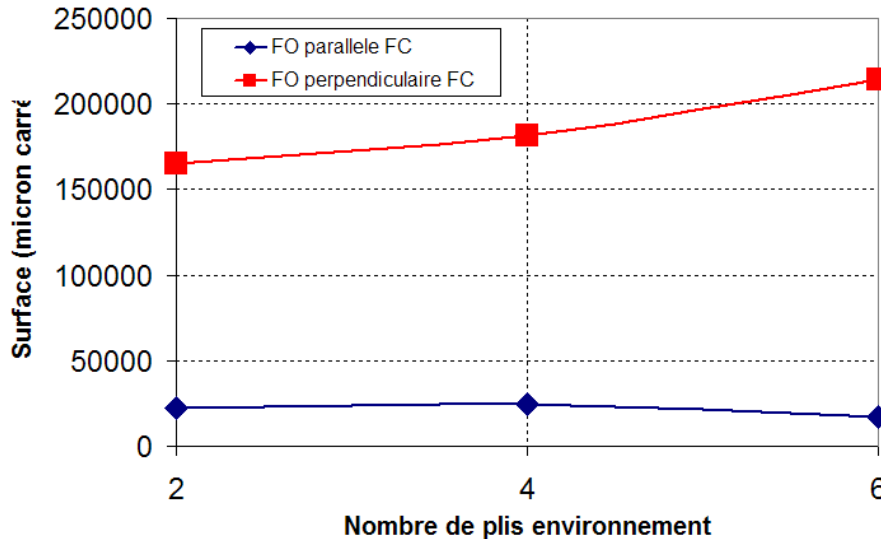 250000
200000
150000
100000
50000
0
FO parallele FC
FO perpendiculaire FC
Surface (micron carré
2 4 6
Nombre de plis environnement